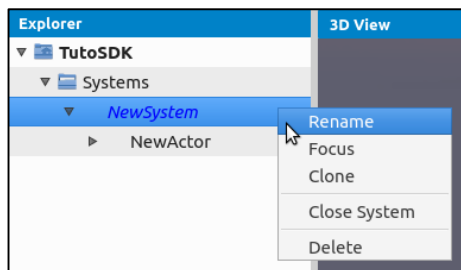 Explorer
3D View
TutoSDK
Systems
NewSystem
Rename
NewActor
Focus
Clone
Close System
Delete